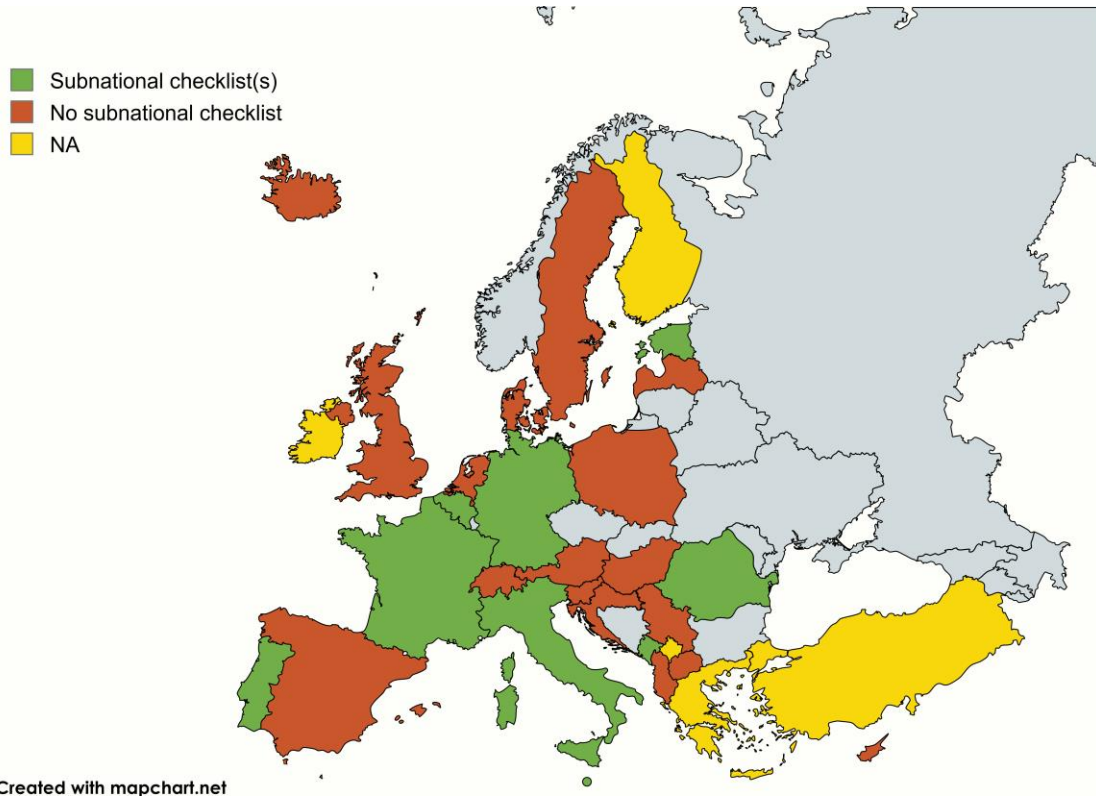 Subnational checklist(s)
No subnational checklist
NA
Created with mapchart.net